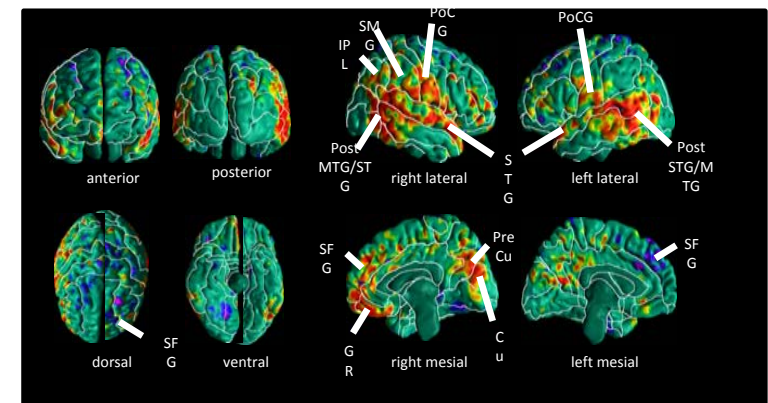 PoC
G
SM
G
IP
L
PoCG
Post
MTG/ST
G
S
T
G
Post
STG/M
TG
anterior
posterior
right lateral
left lateral
SF
G
Pre
Cu
SF
G
SF
G
G
R
C
u
dorsal
ventral
right mesial
left mesial